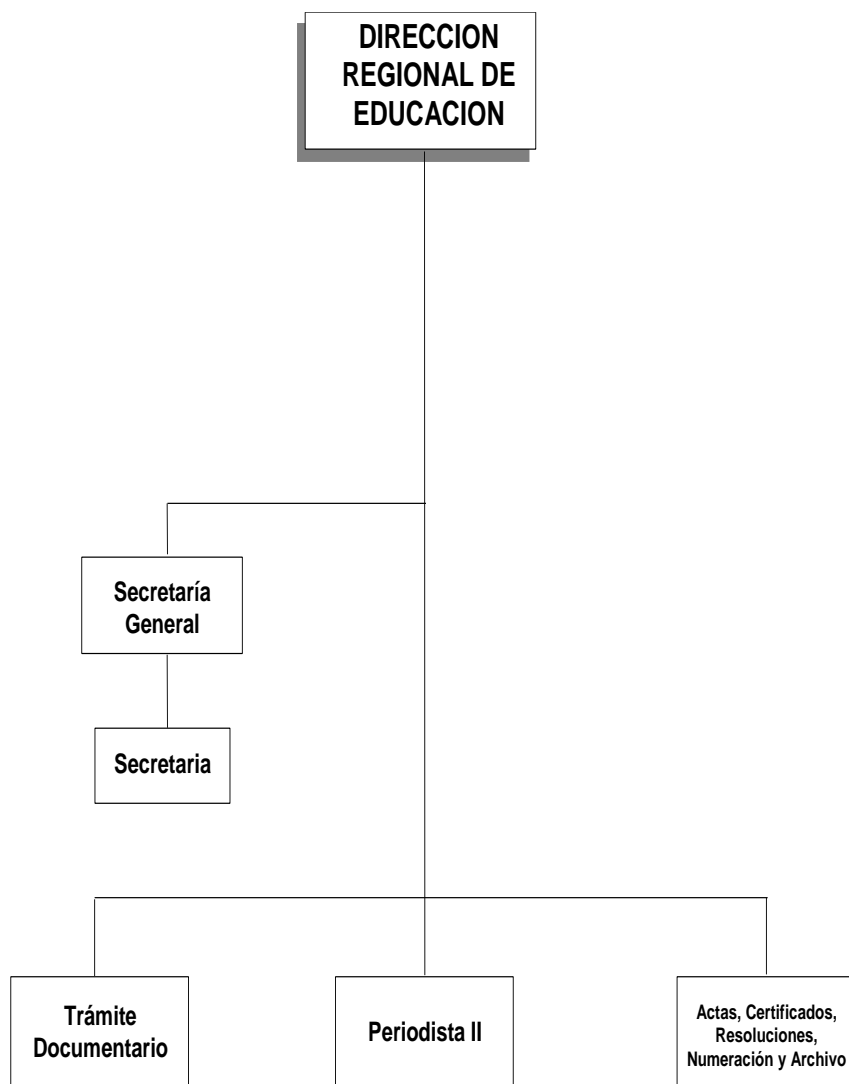 DIRECCION
REGIONAL DE
EDUCACION
Secretaría
General
Secretaria
Trámite
Documentario
Periodista II
Actas, Certificados,
Resoluciones,
Numeración y Archivo